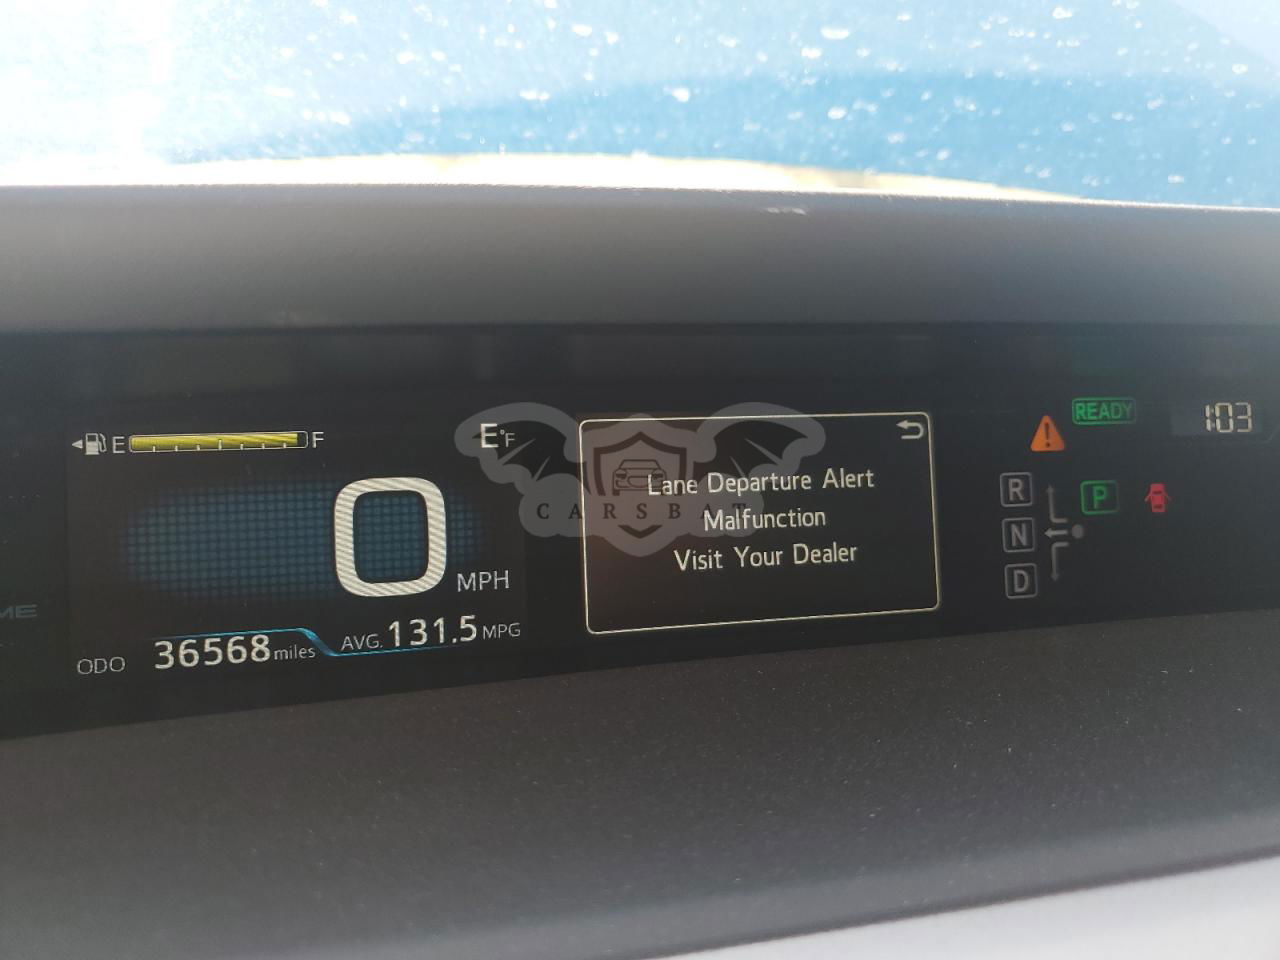 E F
E°F
0 MPH
ODO 36568 miles
AVG. 131.5 MPG
Lane Departure Alert
Malfunction
Visit Your Dealer
CARSBAT
READY
1:03
R P
N
D